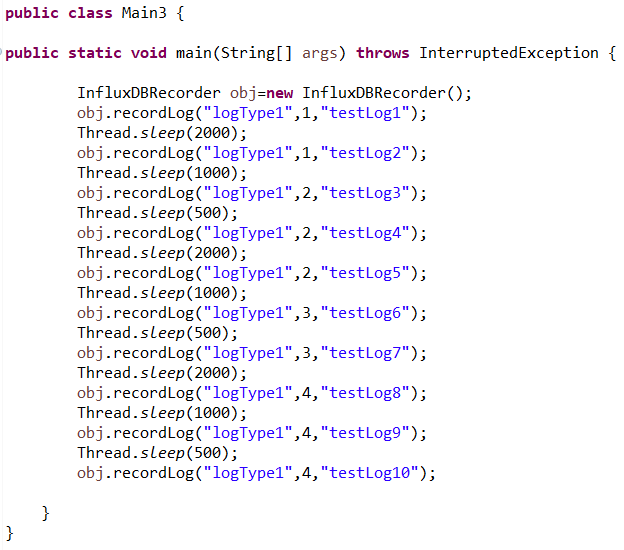 public class Main3 {
public static void main(String[] args) throws InterruptedException {
InfluxDBRecorder obj=new InfluxDBRecorder();
obj.recordLog("logType1",1,"testLog1");
Thread.sleep(2000);
obj.recordLog("logType1",1,"testLog2");
Thread.sleep(1000);
obj.recordLog("logType1",2,"testLog3");
Thread.sleep(500);
obj.recordLog("logType1",2,"testLog4");
Thread.sleep(2000);
obj.recordLog("logType1",2,"testLog5");
Thread.sleep(1000);
obj.recordLog("logType1",3,"testLog6");
Thread.sleep(500);
obj.recordLog("logType1",3,"testLog7");
Thread.sleep(2000);
obj.recordLog("logType1",4,"testLog8");
Thread.sleep(1000);
obj.recordLog("logType1",4,"testLog9");
Thread.sleep(500);
obj.recordLog("logType1",4,"testLog10");
}
}